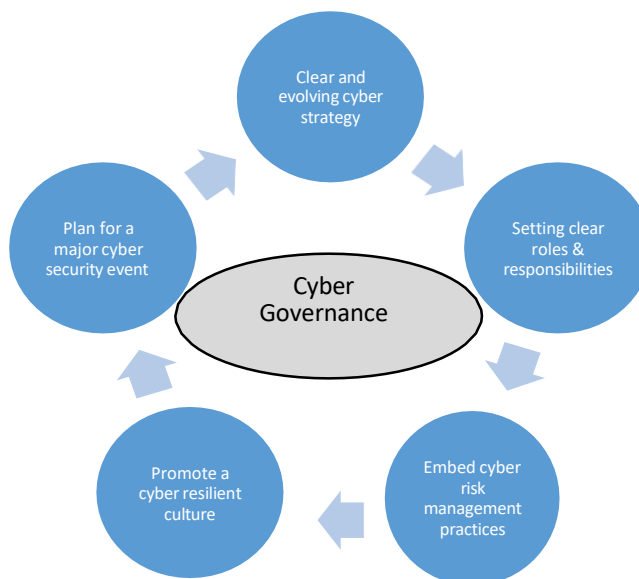 Clear and
evolving cyber
strategy
Setting clear
roles &
responsibilities
Embed cyber
risk
management
practices
Promote a
cyber resilient
culture
Plan for a
major cyber
security event
Cyber
Governance